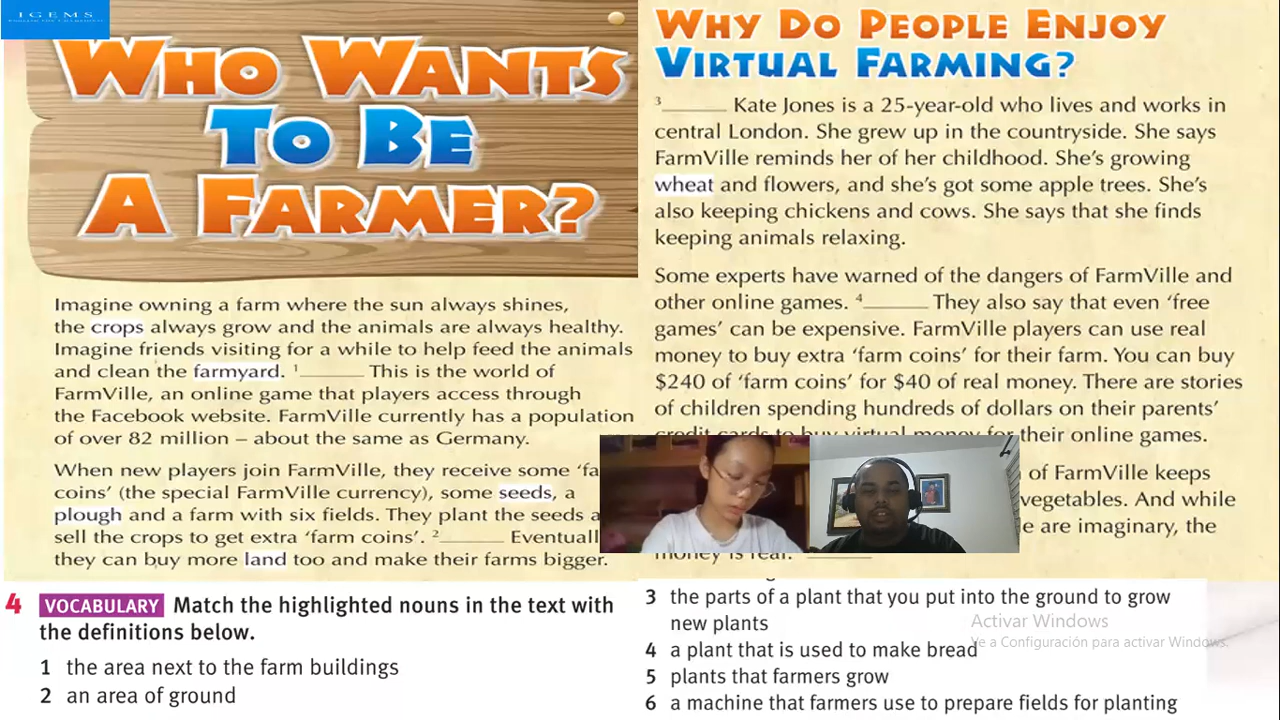 IGEMS
WHO WANTS
TO BE
A FARMER?
Imagine owning a farm where the sun always shines,
the crops always grow and the animals are always healthy.
Imagine friends visiting for a while to help feed the animals
and clean the farmyard. 1______ This is the world of
FarmVille, an online game that players access through
the Facebook website. FarmVille currently has a population
of over 82 million – about the same as Germany.
When new players join FarmVille, they receive some ‘fa
coins’ (the special FarmVille currency), some seeds, a
plough and a farm with six fields. They plant the seeds a
sell the crops to get extra ‘farm coins’. 2______ Eventuall
they can buy more land too and make their farms bigger.
WHY DO PEOPLE ENJOY
VIRTUAL FARMING?
3______ Kate Jones is a 25-year-old who lives and works in
central London. She grew up in the countryside. She says
FarmVille reminds her of her childhood. She’s growing
wheat and flowers, and she’s got some apple trees. She’s
also keeping chickens and cows. She says that she finds
keeping animals relaxing.
Some experts have warned of the dangers of FarmVille and
other online games. 4______ They also say that even ‘free
games’ can be expensive. FarmVille players can use real
money to buy extra ‘farm coins’ for their farm. You can buy
$240 of ‘farm coins’ for $40 of real money. There are stories
of children spending hundreds of dollars on their parents’
credit cards to buy virtual money for their online games.
of FarmVille keeps
vegetables. And while
e are imaginary, the
money is real. ______
4 VOCABULARY Match the highlighted nouns in the text with
the definitions below.
1 the area next to the farm buildings
2 an area of ground
3 the parts of a plant that you put into the ground to grow
new plants
4 a plant that is used to make bread
5 plants that farmers grow
6 a machine that farmers use to prepare fields for planting
Activar Windows
Ve a Configuración para activar Windows.